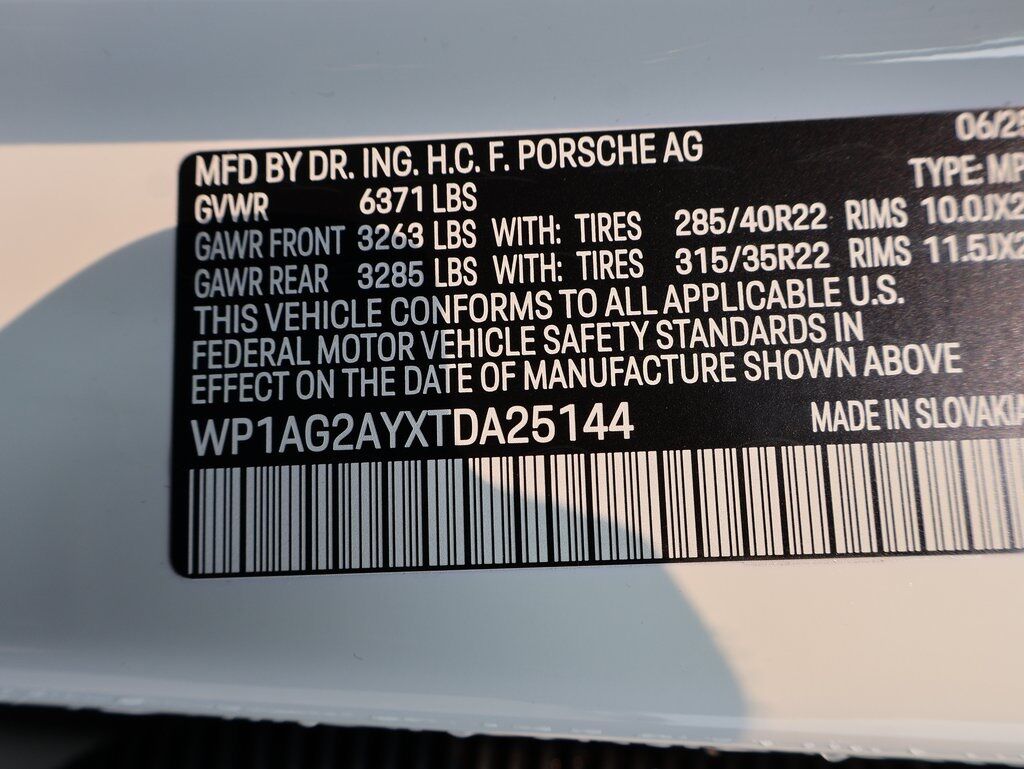 06/25
MFD BY DR. ING. H.C. F. PORSCHE AG
TYPE: MP
GVWR 6371 LBS
GAWR FRONT 3263 LBS WITH: TIRES 285/40R22 RIMS 10.0JX2
GAWR REAR 3285 LBS WITH: TIRES 315/35R22 RIMS 11.5JX2
THIS VEHICLE CONFORMS TO ALL APPLICABLE U.S.
FEDERAL MOTOR VEHICLE SAFETY STANDARDS IN
EFFECT ON THE DATE OF MANUFACTURE SHOWN ABOVE
WP1AG2AYXTDA25144 MADE IN SLOVAKIA